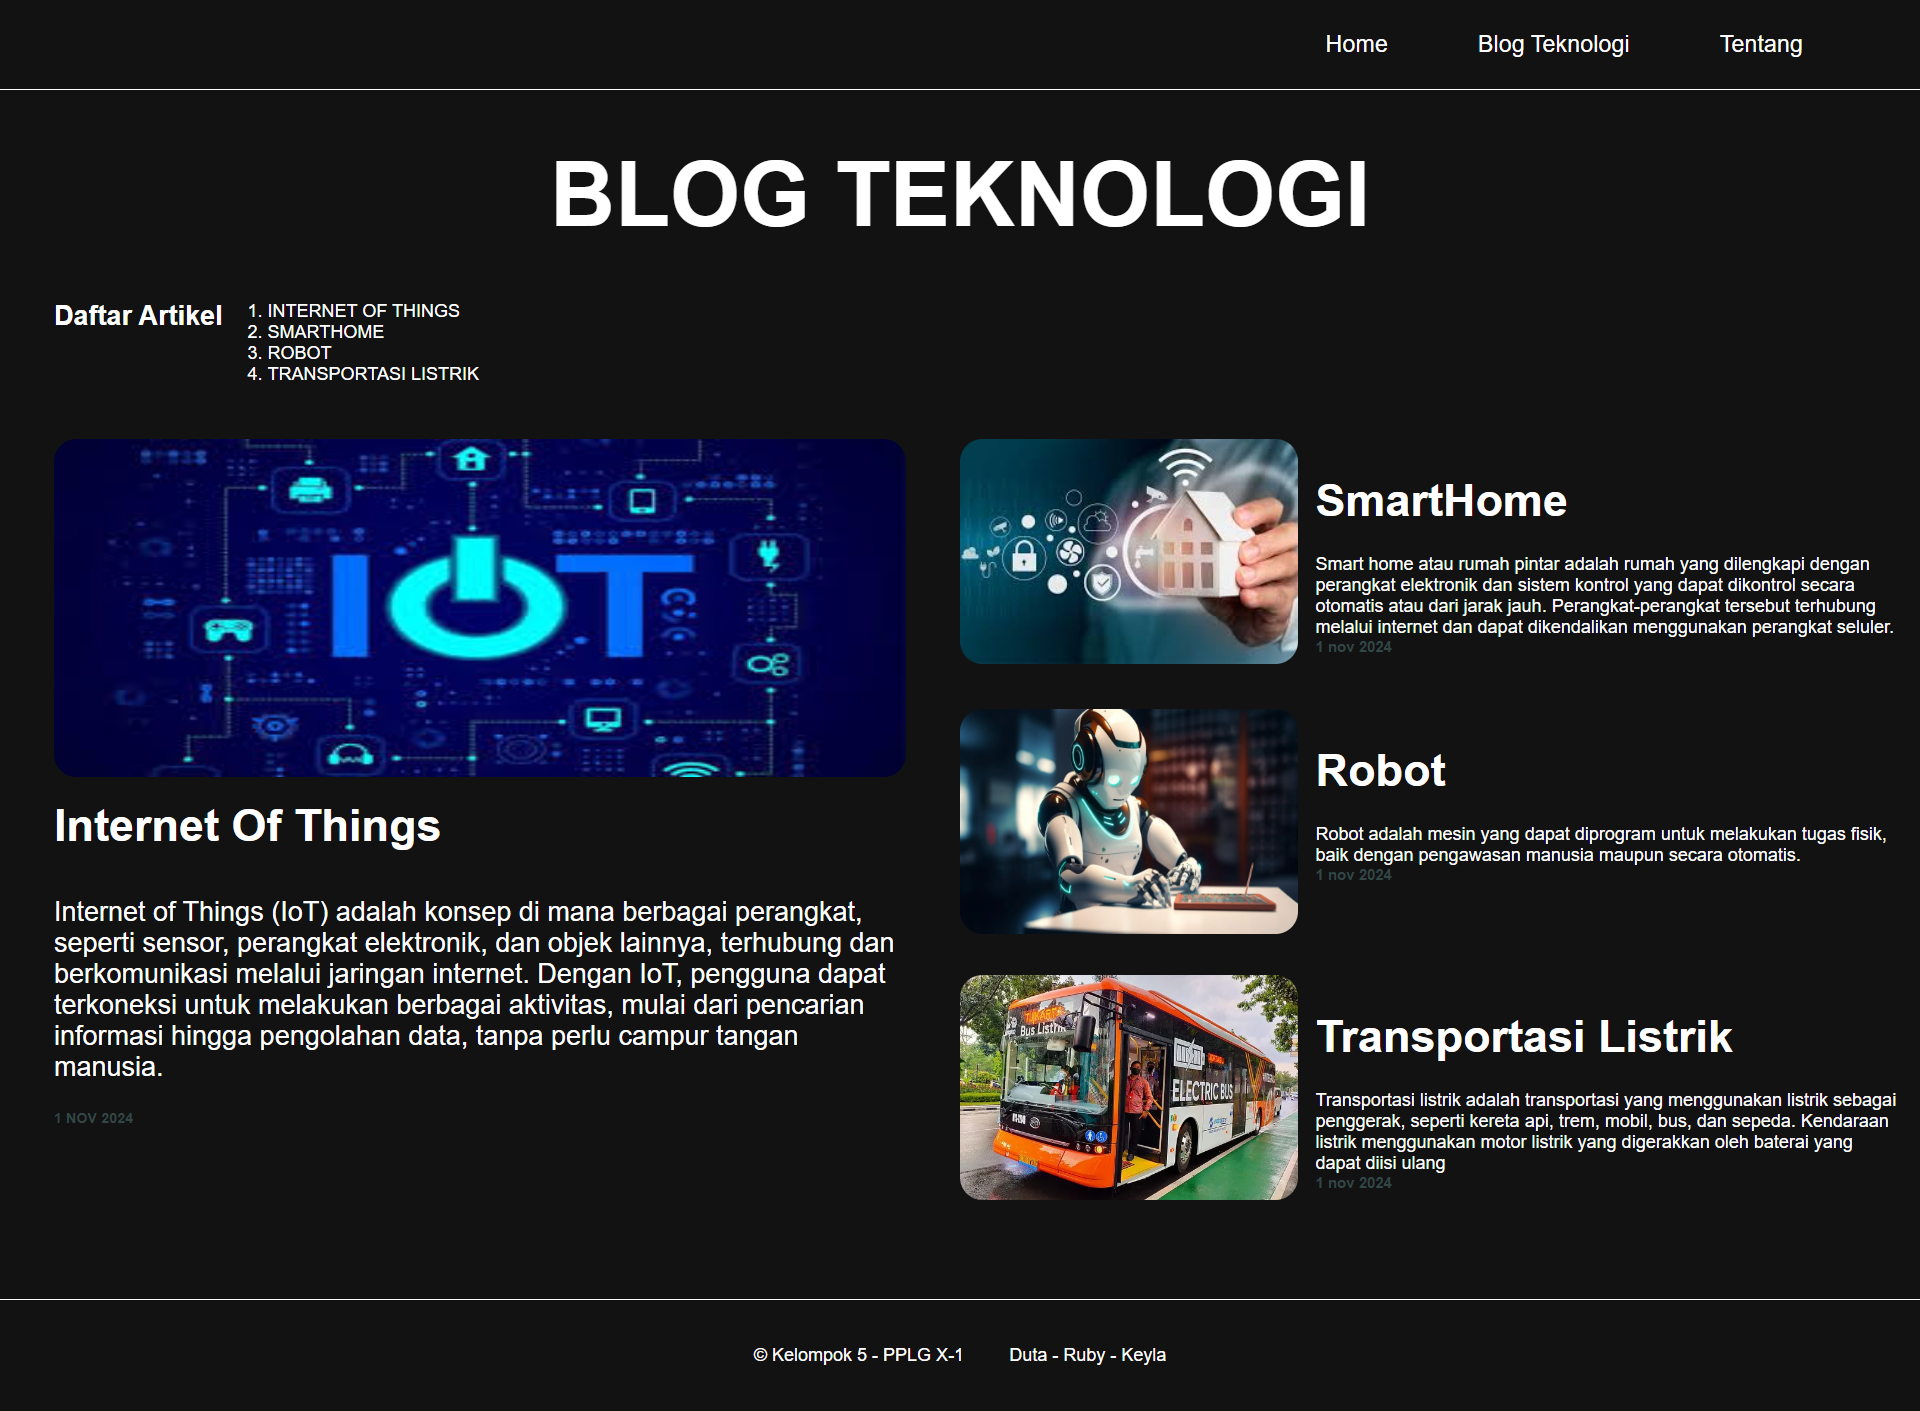 Home
Blog Teknologi
Tentang
BLOG TEKNOLOGI
Daftar Artikel
1. INTERNET OF THINGS
2. SMARTHOME
3. ROBOT
4. TRANSPORTASI LISTRIK
IOT
Internet Of Things
Internet of Things (IoT) adalah konsep di mana berbagai perangkat,
seperti sensor, perangkat elektronik, dan objek lainnya, terhubung dan
berkomunikasi melalui jaringan internet. Dengan IoT, pengguna dapat
terkoneksi untuk melakukan berbagai aktivitas, mulai dari pencarian
informasi hingga pengolahan data, tanpa perlu campur tangan
manusia.
1 NOV 2024
SmartHome
Smart home atau rumah pintar adalah rumah yang dilengkapi dengan
perangkat elektronik dan sistem kontrol yang dapat dikontrol secara
otomatis atau dari jarak jauh. Perangkat-perangkat tersebut terhubung
melalui internet dan dapat dikendalikan menggunakan perangkat seluler.
1 nov 2024
Robot
Robot adalah mesin yang dapat diprogram untuk melakukan tugas fisik,
baik dengan pengawasan manusia maupun secara otomatis.
1 nov 2024
Bus Listrik
ELECTRIC BUS
Transportasi Listrik
Transportasi listrik adalah transportasi yang menggunakan listrik sebagai
penggerak, seperti kereta api, trem, mobil, bus, dan sepeda. Kendaraan
listrik menggunakan motor listrik yang digerakkan oleh baterai yang
dapat diisi ulang
1 nov 2024
© Kelompok 5 - PPLG X-1
Duta - Ruby - Keyla